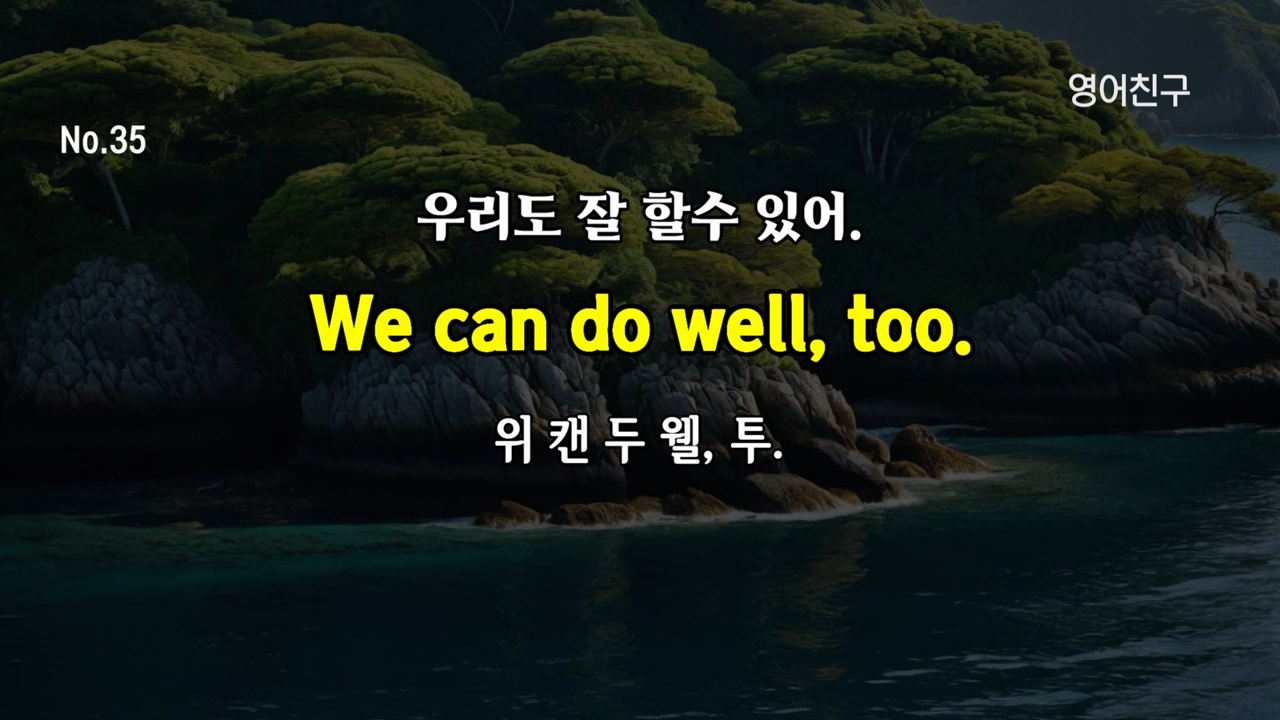 영어친구
No.35
우리도 잘 할수 있어.
We can do well, too.
위 캔 두 웰, 투.